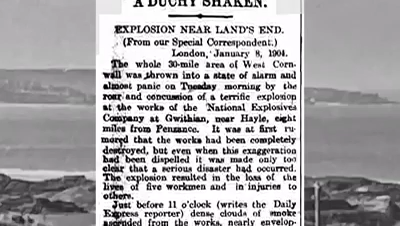 A DUCHY SHAKEN.
EXPLOSION NEAR LAND'S END.
(From our Special Correspondent.)
London, January 8, 1904.
The whole 30-mile area of West Corn-
wall was thrown into a state of alarm and
almost panic on Tuesday morning by the
roar and concussion of a terrific explosion
at the works of the National Explosives
Company at Gwithian, near Hayle, eight
miles from Penzance. It was at first ru-
mored that the works had been completely
destroyed, but even when this exaggeration
had been dispelled it was made only too
clear that a serious disaster had occurred.
The explosion resulted in the loss of the
lives of five workmen and in injuries to
others.
Just before 11 o'clock (writes the Daily
Express reporter) dense clouds of smoke
ascended from the works, nearly envelop-